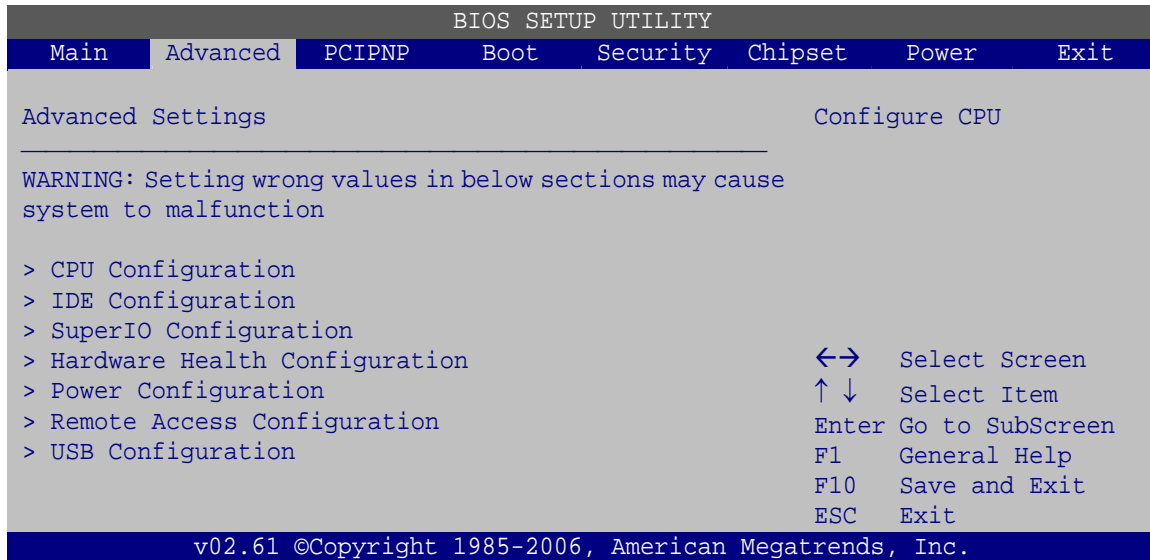 BIOS SETUP UTILITY
Main Advanced PCIPNP Boot Security Chipset Power Exit
Advanced Settings
WARNING: Setting wrong values in below sections may cause
system to malfunction
> CPU Configuration
> IDE Configuration
> SuperIO Configuration
> Hardware Health Configuration
> Power Configuration
> Remote Access Configuration
> USB Configuration
Configure CPU
←→ Select Screen
↑ ↓ Select Item
Enter Go to SubScreen
F1 General Help
F10 Save and Exit
ESC Exit
v02.61 ©Copyright 1985-2006, American Megatrends, Inc.